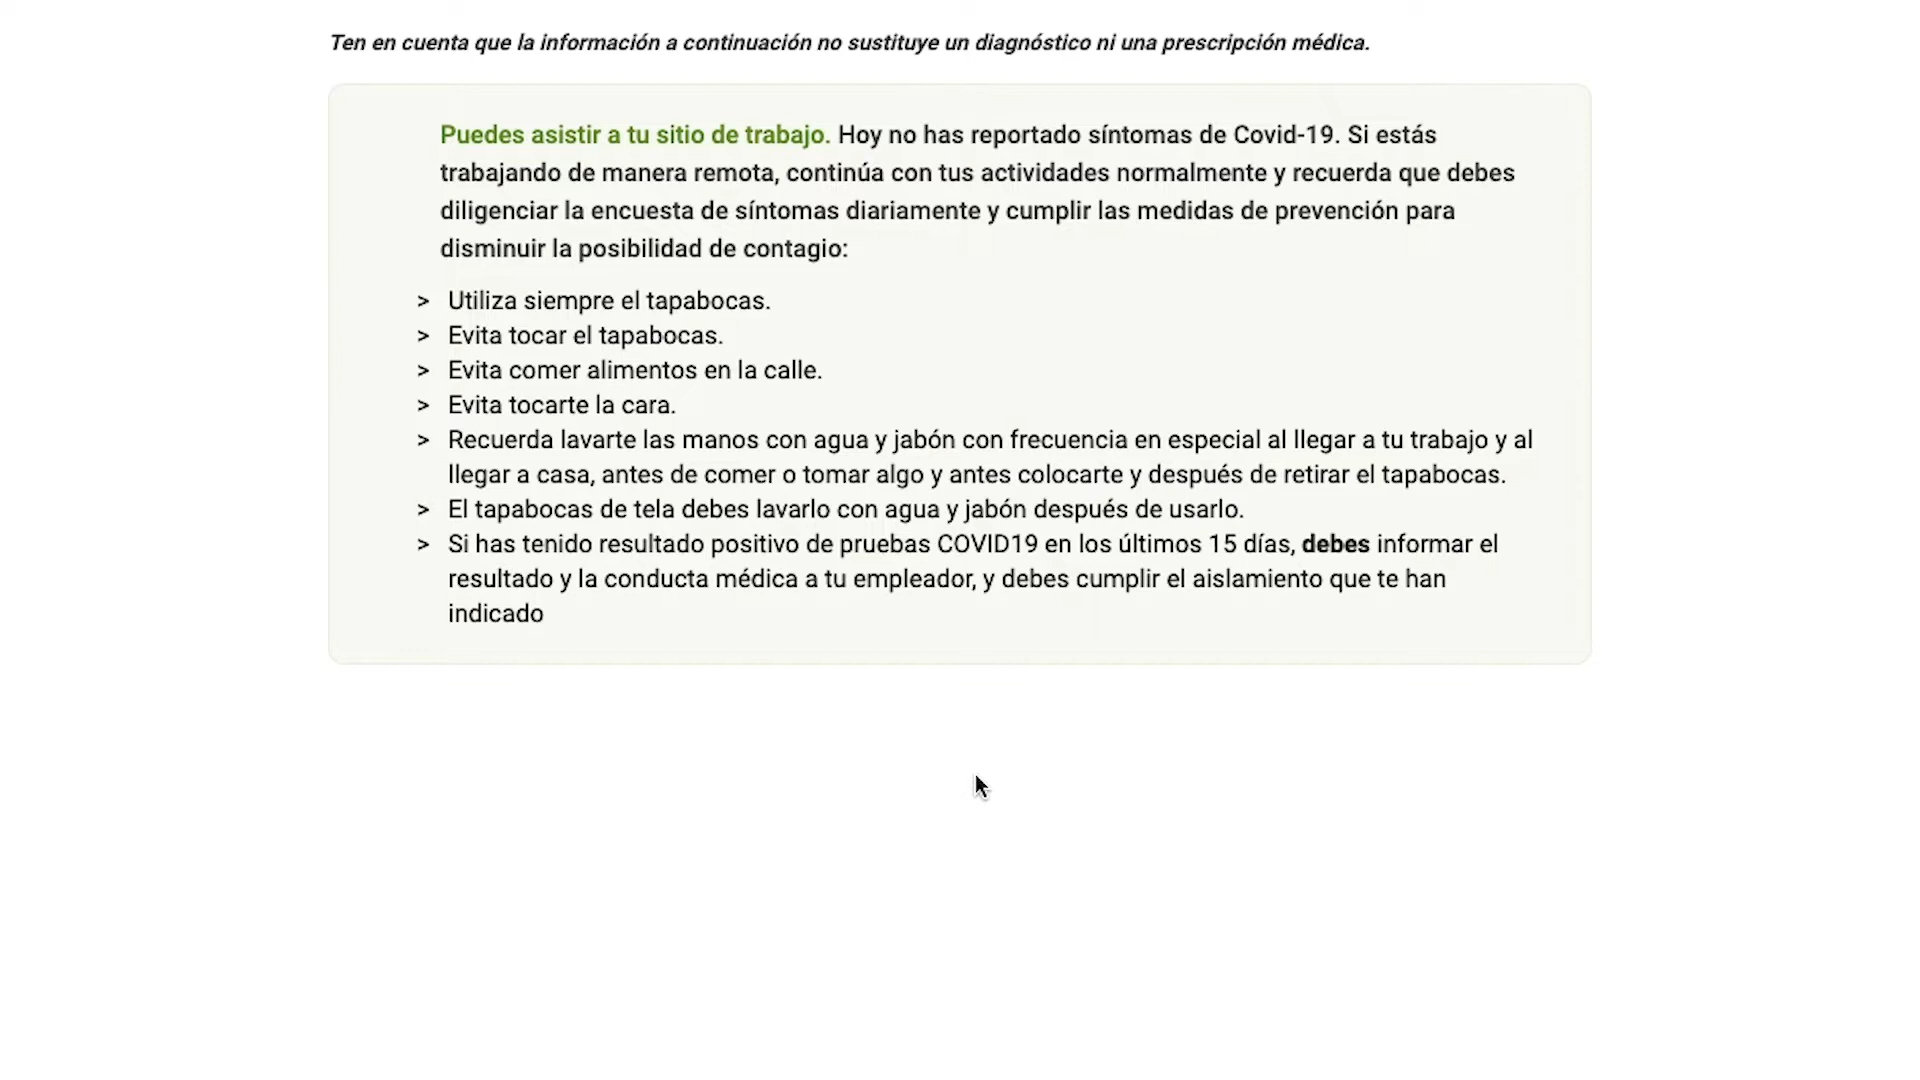 Ten en cuenta que la información a continuación no sustituye un diagnóstico ni una prescripción médica.
Puedes asistir a tu sitio de trabajo. Hoy no has reportado síntomas de Covid-19. Si estás
trabajando de manera remota, continúa con tus actividades normalmente y recuerda que debes
diligenciar la encuesta de síntomas diariamente y cumplir las medidas de prevención para
disminuir la posibilidad de contagio:
> Utiliza siempre el tapabocas.
> Evita tocar el tapabocas.
> Evita comer alimentos en la calle.
> Evita tocarte la cara.
> Recuerda lavarte las manos con agua y jabón con frecuencia en especial al llegar a tu trabajo y al
llegar a casa, antes de comer o tomar algo y antes colocarte y después de retirar el tapabocas.
> El tapabocas de tela debes lavarlo con agua y jabón después de usarlo.
> Si has tenido resultado positivo de pruebas COVID19 en los últimos 15 días, debes informar el
resultado y la conducta médica a tu empleador, y debes cumplir el aislamiento que te han
indicado